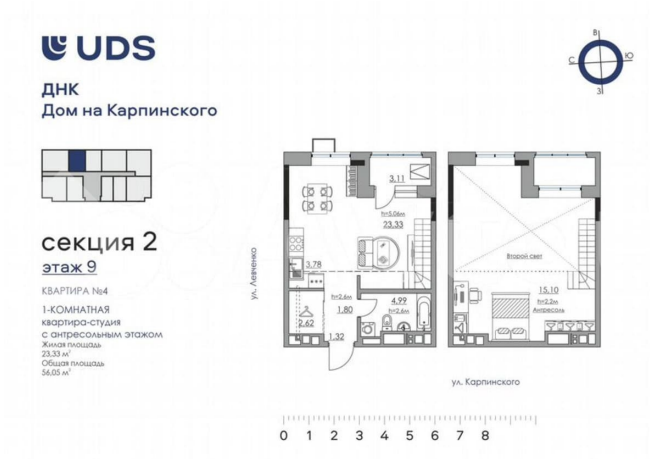 UDS
ДНК
Дом на Карпинского
секция 2
этаж 9
КВАРТИРА №4
1-КОМНАТНАЯ
квартира-студия
с антресольным этажом
Жилая площадь
23,33 м²
Общая площадь
56,05 м²
В
С
Ю
З
ул. Левченко
3.11
h=5.06м
23.33
3.78
h=2.6м
1.80
4.99
h=2.6м
2.62
1.32
Второй свет
15.10
h=2.2м
Антресоль
ул. Карпинского
0 1 2 3 4 5 6 7 8